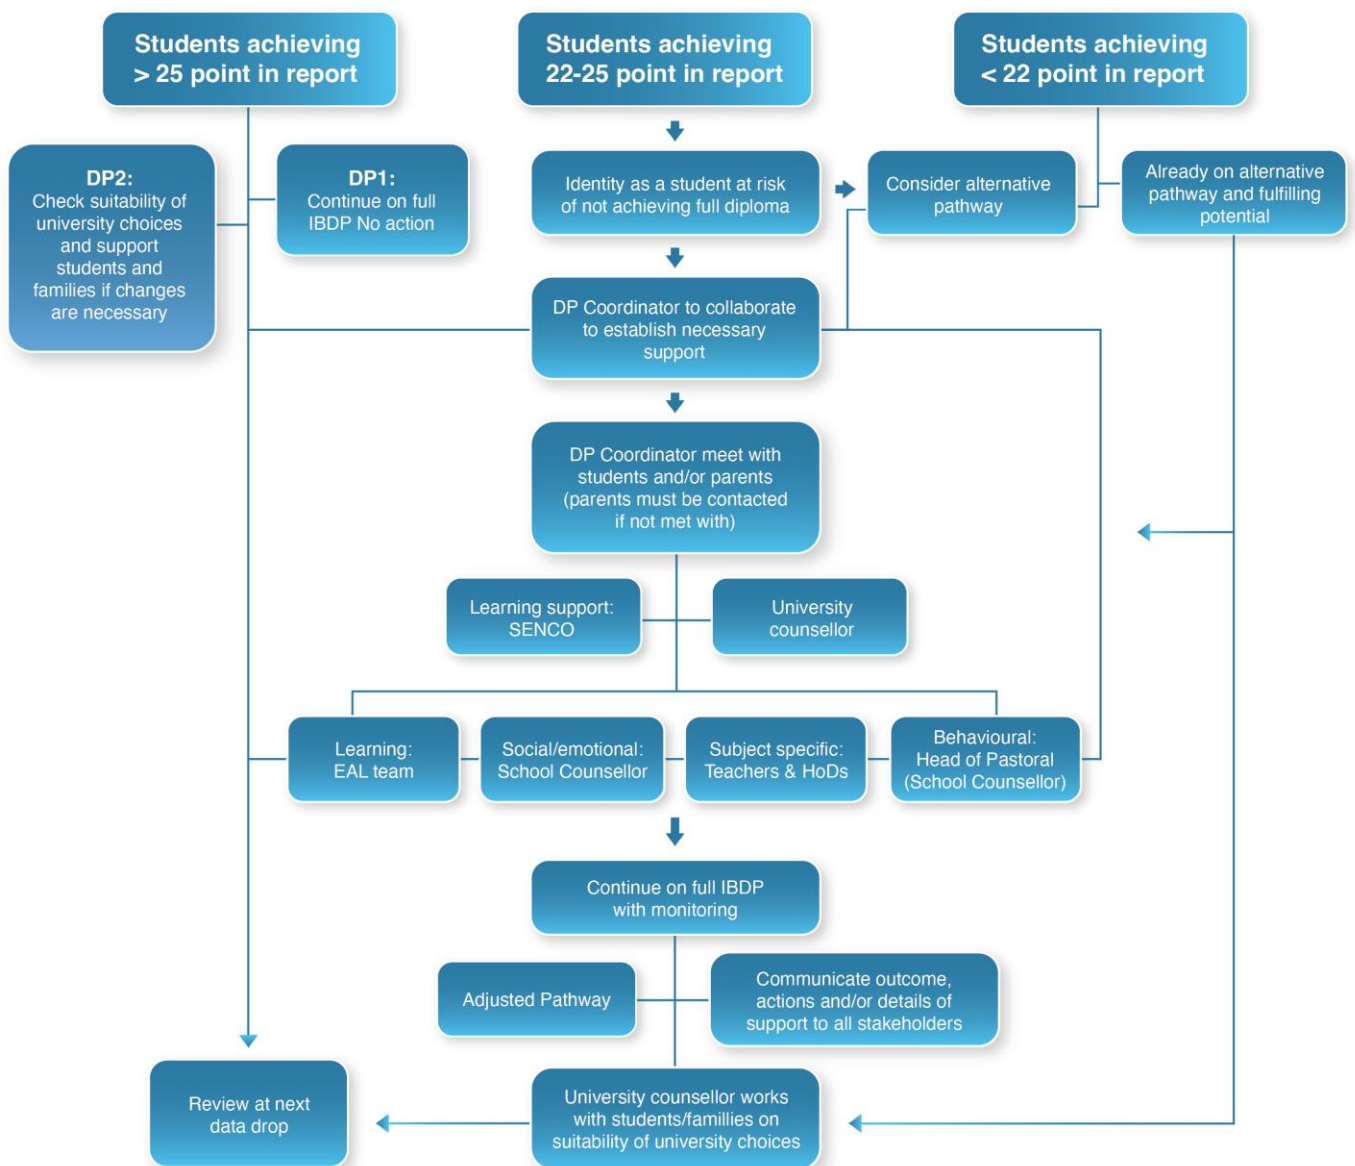 Students achieving
> 25 point in report
Students achieving
22-25 point in report
Students achieving
< 22 point in report
DP2:
Check suitability of
university choices
and support
students and
families if changes
are necessary
DP1:
Continue on full
IBDP No action
Identity as a student at risk
of not achieving full diploma
Consider alternative
pathway
Already on alternative
pathway and fulfilling
potential
DP Coordinator to collaborate
to establish necessary
support
DP Coordinator meet with
students and/or parents
(parents must be contacted
if not met with)
Learning support:
SENCO
University
counsellor
Learning:
EAL team
Social/emotional:
School Counsellor
Subject specific:
Teachers & HoDs
Behavioural:
Head of Pastoral
(School Counsellor)
Continue on full IBDP
with monitoring
Adjusted Pathway
Communicate outcome,
actions and/or details of
support to all stakeholders
Review at next
data drop
University counsellor works
with students/famillies on
suitability of university choices